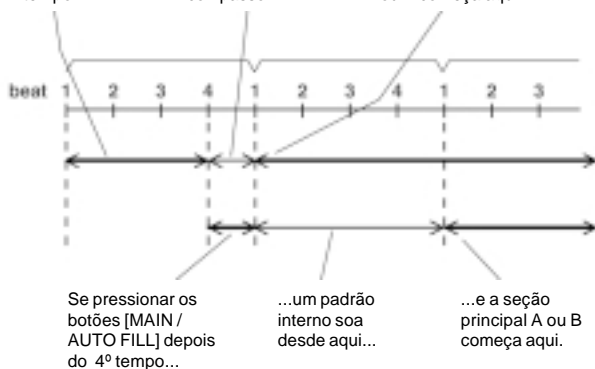 beat 1 2 3 4 1 2 3 4 1 2 3
Se pressionar os
botões [MAIN /
AUTO FILL] depois
do 4º tempo...
...um padrão
interno soa
desde aqui...
...e a seção
principal A ou B
começa aqui.